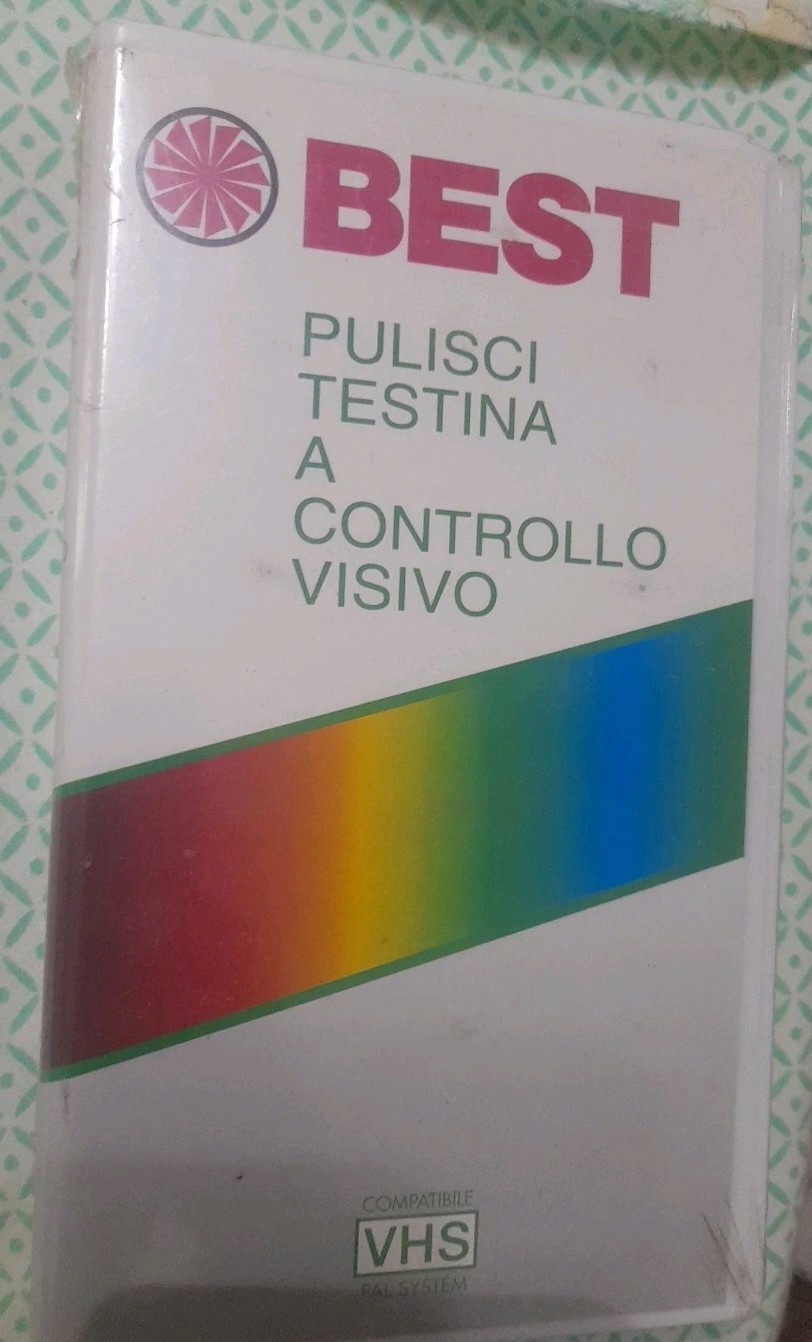 BEST
PULISCI
TESTINA
A
CONTROLLO
VISIVO
COMPATIBILE
VHS
PAL SYSTEM